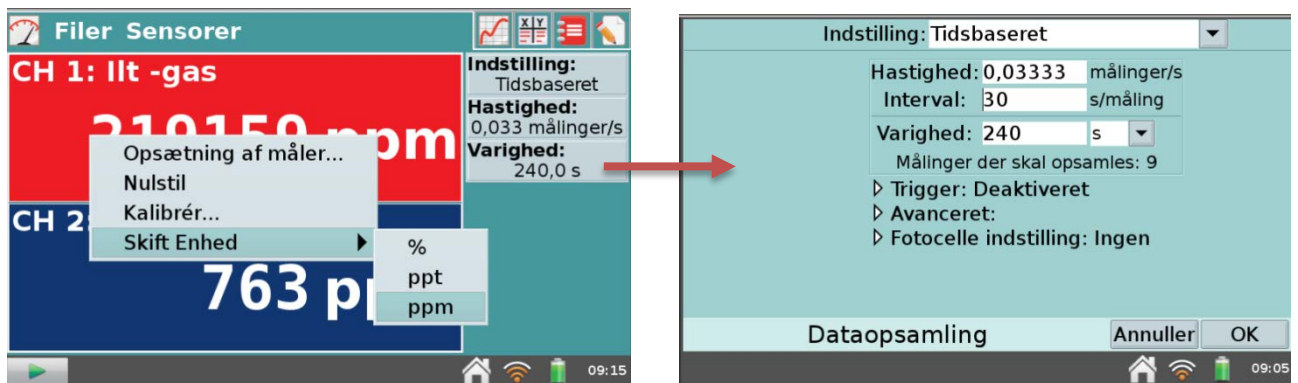 Filer Sensorer
CH 1: Ilt -gas
219159 ppm
Indstilling:
Tidsbaseret
Hastighed:
0,033 målinger/s
Varighed:
240,0 s
Opsætning af måler...
Nulstil
Kalibrér...
Skift Enhed
%
ppt
ppm
CH 2:
763 p
09:15
Indstilling: Tidsbaseret
Hastighed: 0,03333 målinger/s
Interval: 30 s/måling
Varighed: 240 s
Målinger der skal opsamles: 9
Trigger: Deaktiveret
Avanceret:
Fotocelle indstilling: Ingen
Dataopsamling Annuller OK
09:05